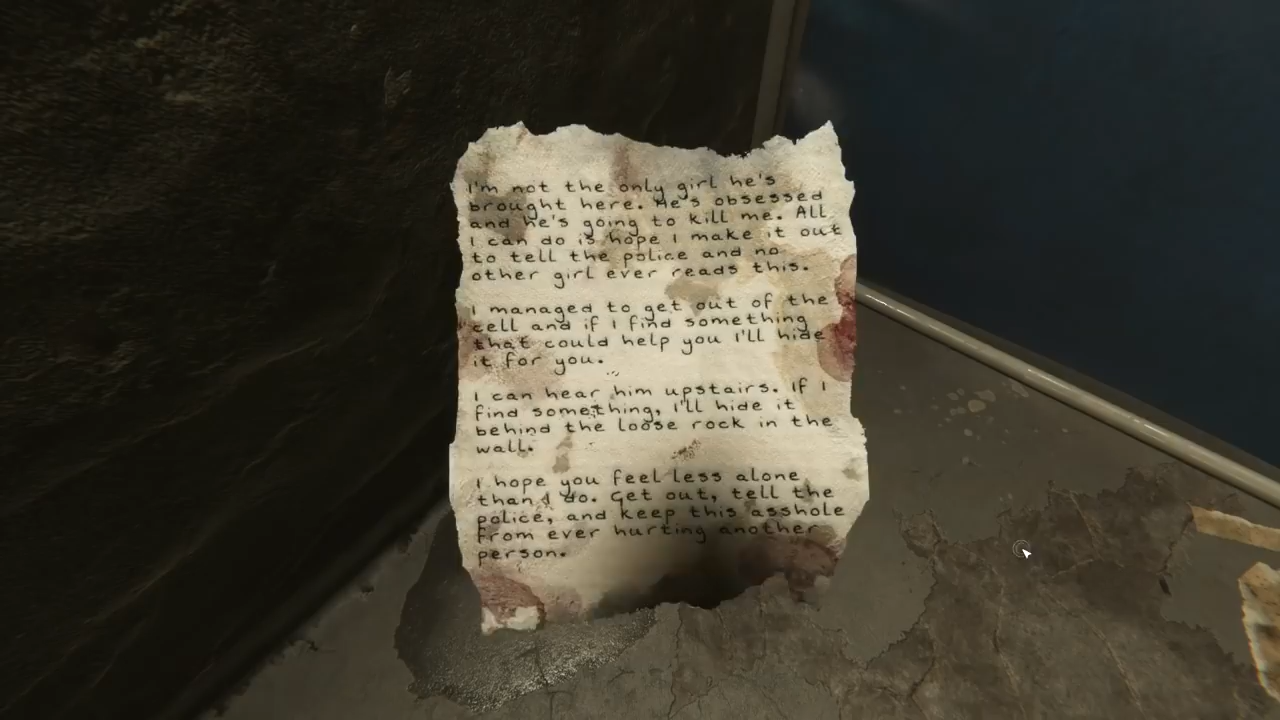 I'm not the only girl he's
brought here. He's obsessed
and he's going to kill me. All
I can do is hope I make it out
to tell the police and no
other girl ever reads this.
I managed to get out of the
cell and if I find something
that could help you I'll hide
it for you.
I can hear him upstairs. If I
find something, I'll hide it
behind the loose rock in the
wall.
I hope you feel less alone
than I do. Get out, tell the
police, and keep this asshole
from ever hurting another
person.